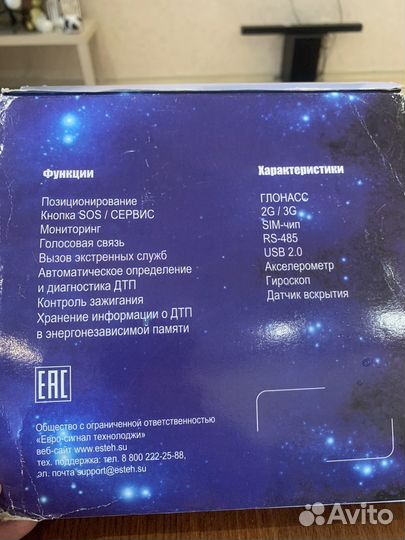 Функции
Позиционирование
Кнопка SOS / СЕРВИС
Мониторинг
Голосовая связь
Вызов экстренных служб
Автоматическое определение
и диагностика ДТП
Контроль зажигания
Хранение информации о ДТП
в энергонезависимой памяти
Характеристики
ГЛОНАСС
2G / 3G
SIM-чип
RS-485
USB 2.0
Акселерометр
Гироскоп
Датчик вскрытия
EAC
Общество с ограниченной ответственностью
«Евро-сигнал технолоджи»
веб-сайт www.esteh.su
тех. поддержка: тел. 8 800 222-25-88,
эл. почта support@esteh.su
Avito